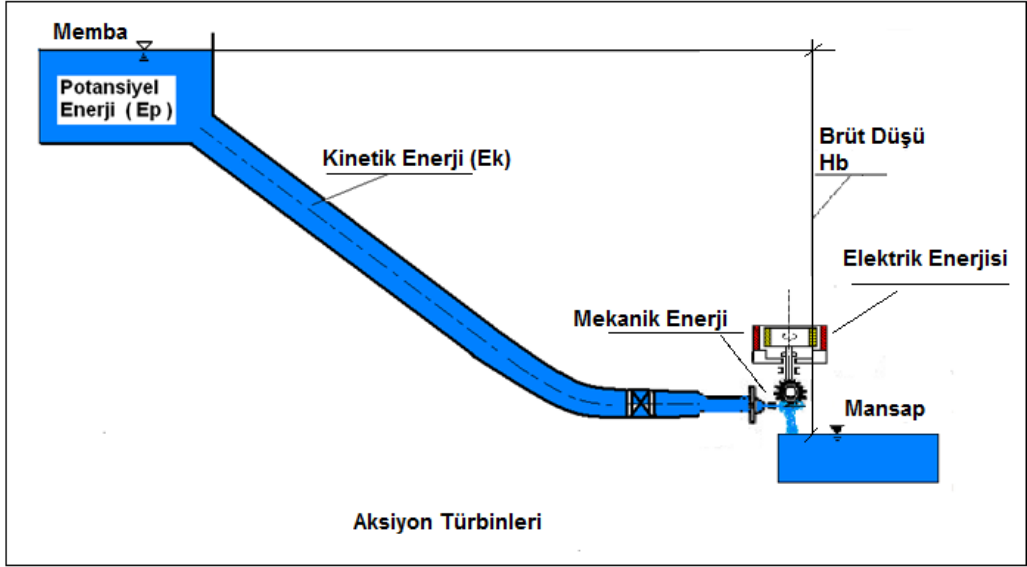 Memba
Potansiyel
Enerji ( Ep )
Kinetik Enerji (Ek)
Brüt Düşü
Hb
Elektrik Enerjisi
Mekanik Enerji
Mansap
Aksiyon Türbinleri